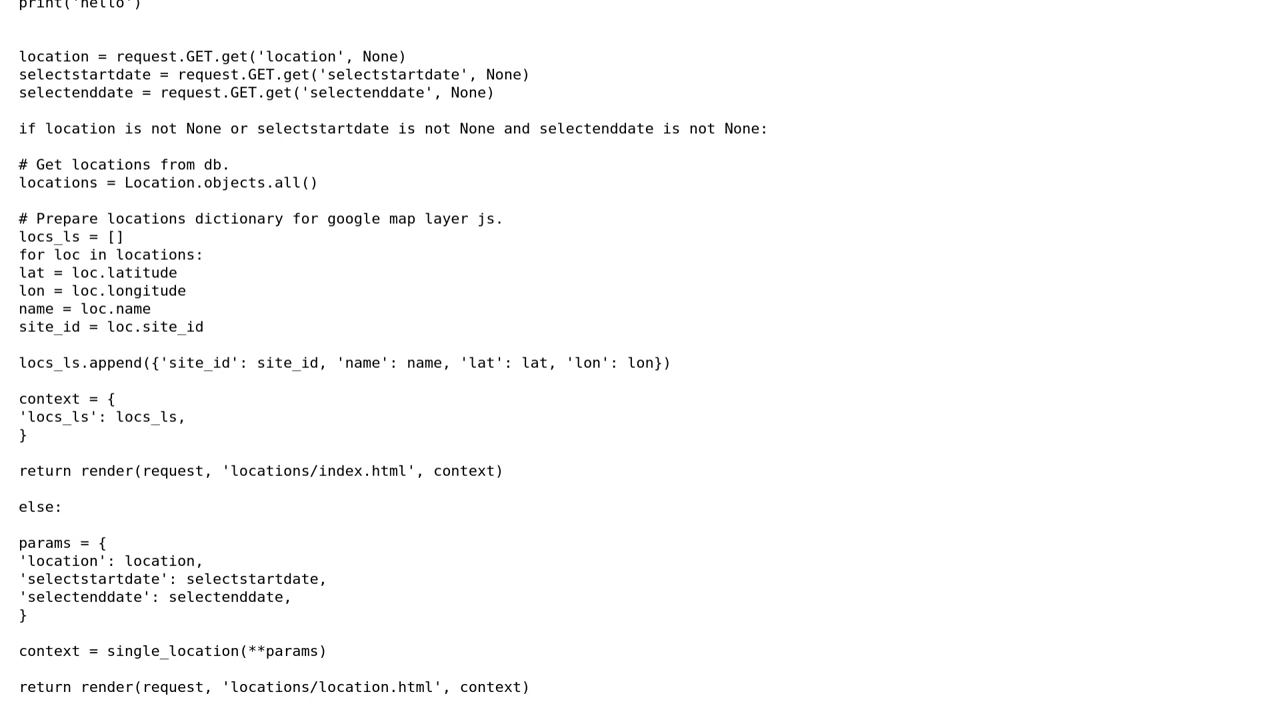 print('hello')
location = request.GET.get('location', None)
selectstartdate = request.GET.get('selectstartdate', None)
selectenddate = request.GET.get('selectenddate', None)
if location is not None or selectstartdate is not None and selectenddate is not None:
# Get locations from db.
locations = Location.objects.all()
# Prepare locations dictionary for google map layer js.
locs_ls = []
for loc in locations:
lat = loc.latitude
lon = loc.longitude
name = loc.name
site_id = loc.site_id
locs_ls.append({'site_id': site_id, 'name': name, 'lat': lat, 'lon': lon})
context = {
'locs_ls': locs_ls,
}
return render(request, 'locations/index.html', context)
else:
params = {
'location': location,
'selectstartdate': selectstartdate,
'selectenddate': selectenddate,
}
context = single_location(**params)
return render(request, 'locations/location.html', context)